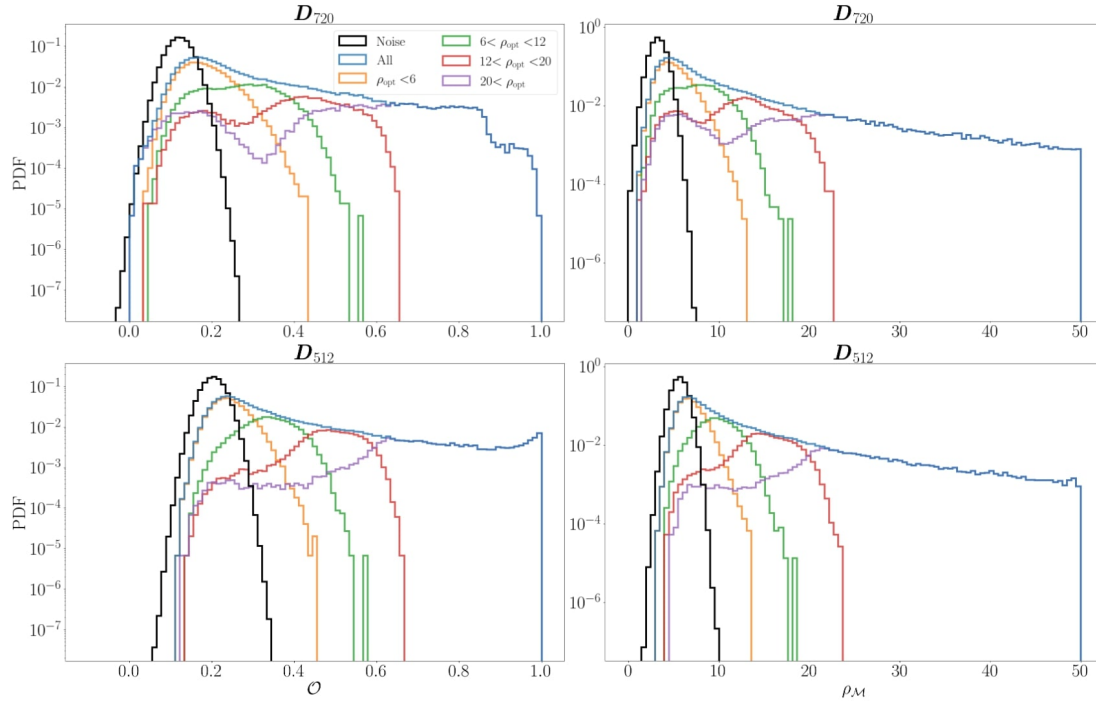 D720
D512
D720
D512
PDF
10⁻¹
10⁻²
10⁻³
10⁻⁴
10⁻⁵
10⁻⁶
10⁻⁷
0.0 0.2 0.4 0.6 0.8 1.0
Noise
All
ρopt <6
6< ρopt <12
12< ρopt <20
20< ρopt
10⁰
10⁻²
10⁻⁴
10⁻⁶
0 10 20 30 40 50
PDF
10⁻¹
10⁻²
10⁻³
10⁻⁴
10⁻⁵
10⁻⁶
10⁻⁷
0.0 0.2 0.4 0.6 0.8 1.0
𝒪
10⁰
10⁻²
10⁻⁴
10⁻⁶
0 10 20 30 40 50
ρℳ